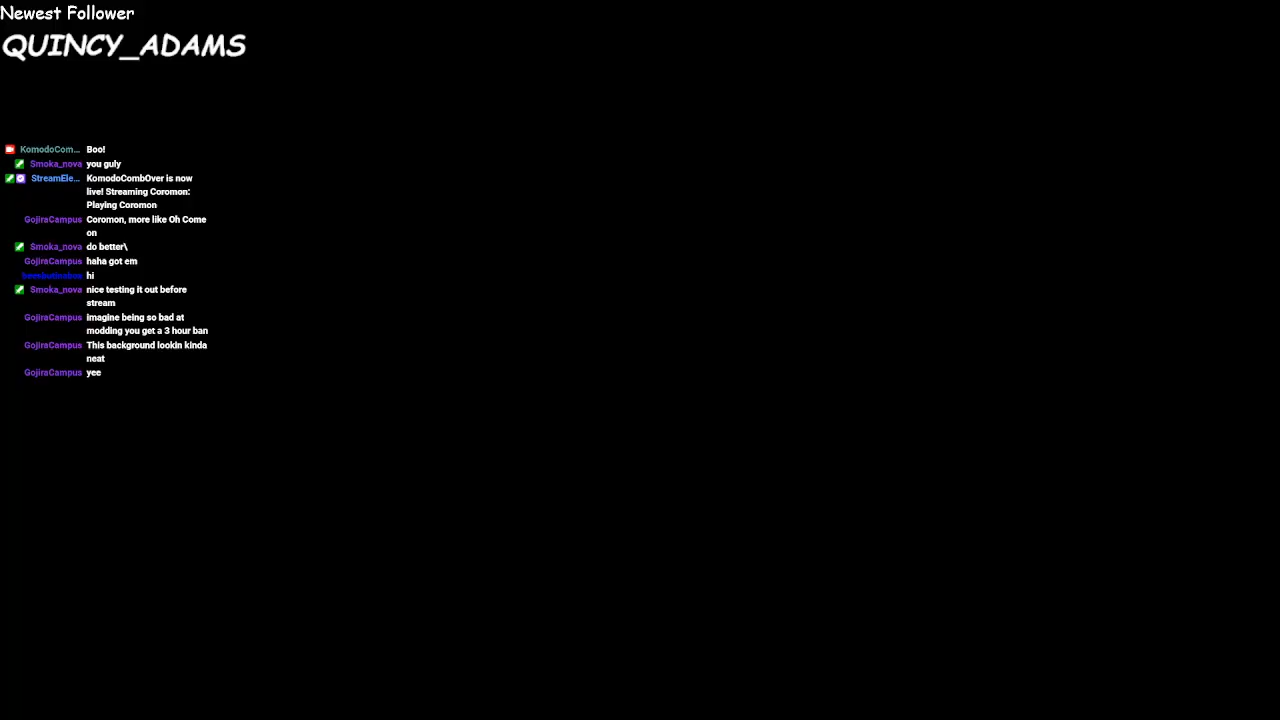 Newest Follower
QUINCY_ADAMS
KomodoCom... Boo!
Smoka_nova you guly
StreamEle... KomodoCombOver is now
live! Streaming Coromon:
Playing Coromon
GojiraCampus Coromon, more like Oh Come
on
Smoka_nova do better\
GojiraCampus haha got em
hi
Smoka_nova nice testing it out before
stream
GojiraCampus imagine being so bad at
modding you get a 3 hour ban
GojiraCampus This background lookin kinda
neat
GojiraCampus yee